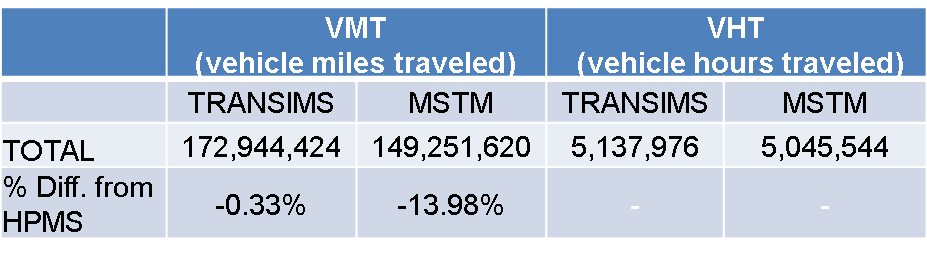 VMT
(vehicle miles traveled)
VHT
(vehicle hours traveled)
TRANSIMS MSTM TRANSIMS MSTM
TOTAL 172,944,424 149,251,620 5,137,976 5,045,544
% Diff. from
HPMS -0.33% -13.98% - -